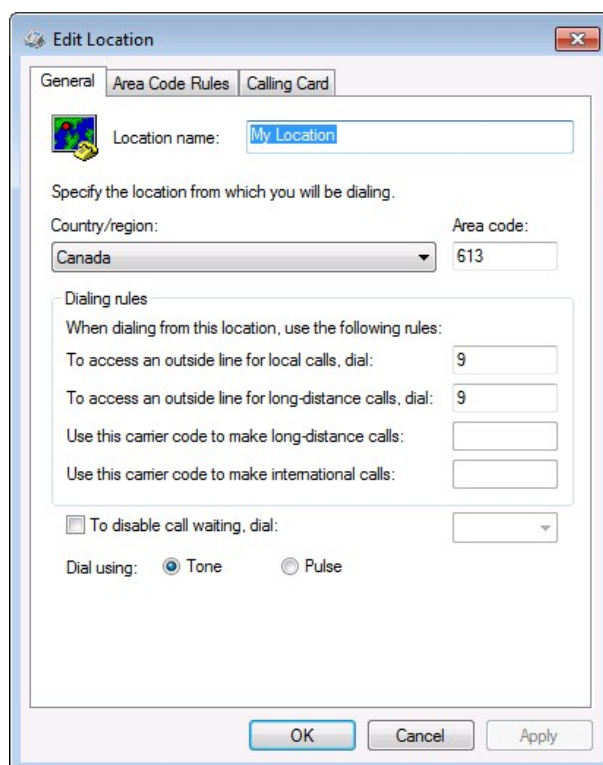 Edit Location
General Area Code Rules Calling Card
Location name: My Location
Specify the location from which you will be dialing.
Country/region: Area code:
Canada 613
Dialing rules
When dialing from this location, use the following rules:
To access an outside line for local calls, dial: 9
To access an outside line for long-distance calls, dial: 9
Use this carrier code to make long-distance calls:
Use this carrier code to make international calls:
To disable call waiting, dial:
Dial using: Tone Pulse
OK Cancel Apply